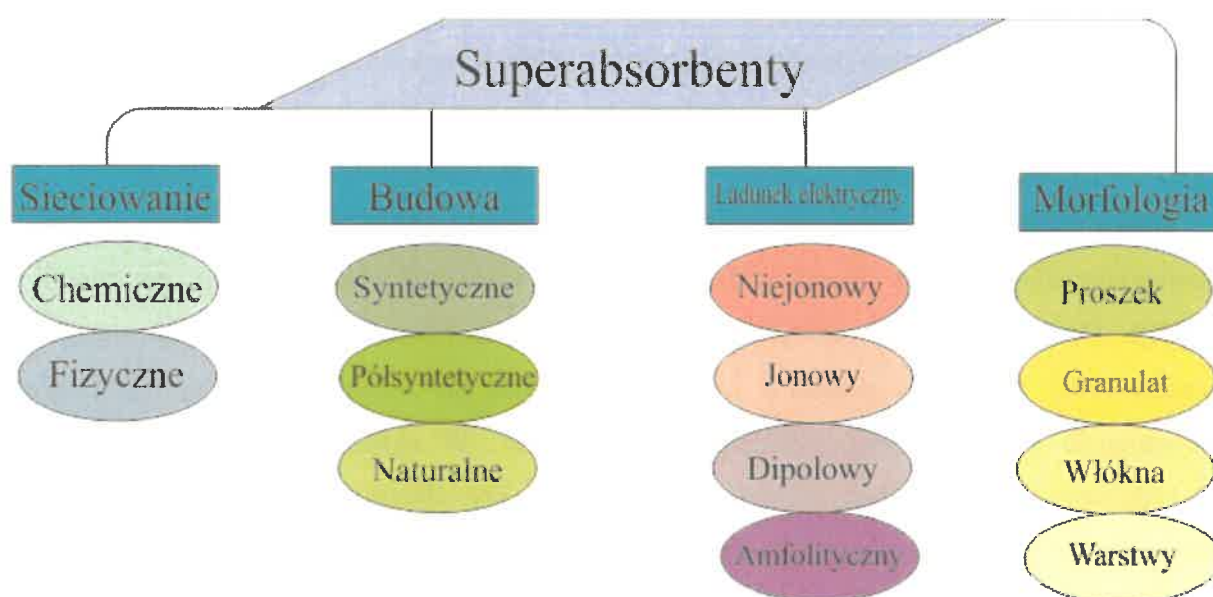 Superabsorbenty
Sieciowanie
Chemiczne
Fizyczne
Budowa
Syntetyczne
Półsyntetyczne
Naturalne
Ładunek elektryczny
Niejonowy
Jonowy
Dipolowy
Amfolityczny
Morfologia
Proszek
Granulat
Włókna
Warstwy